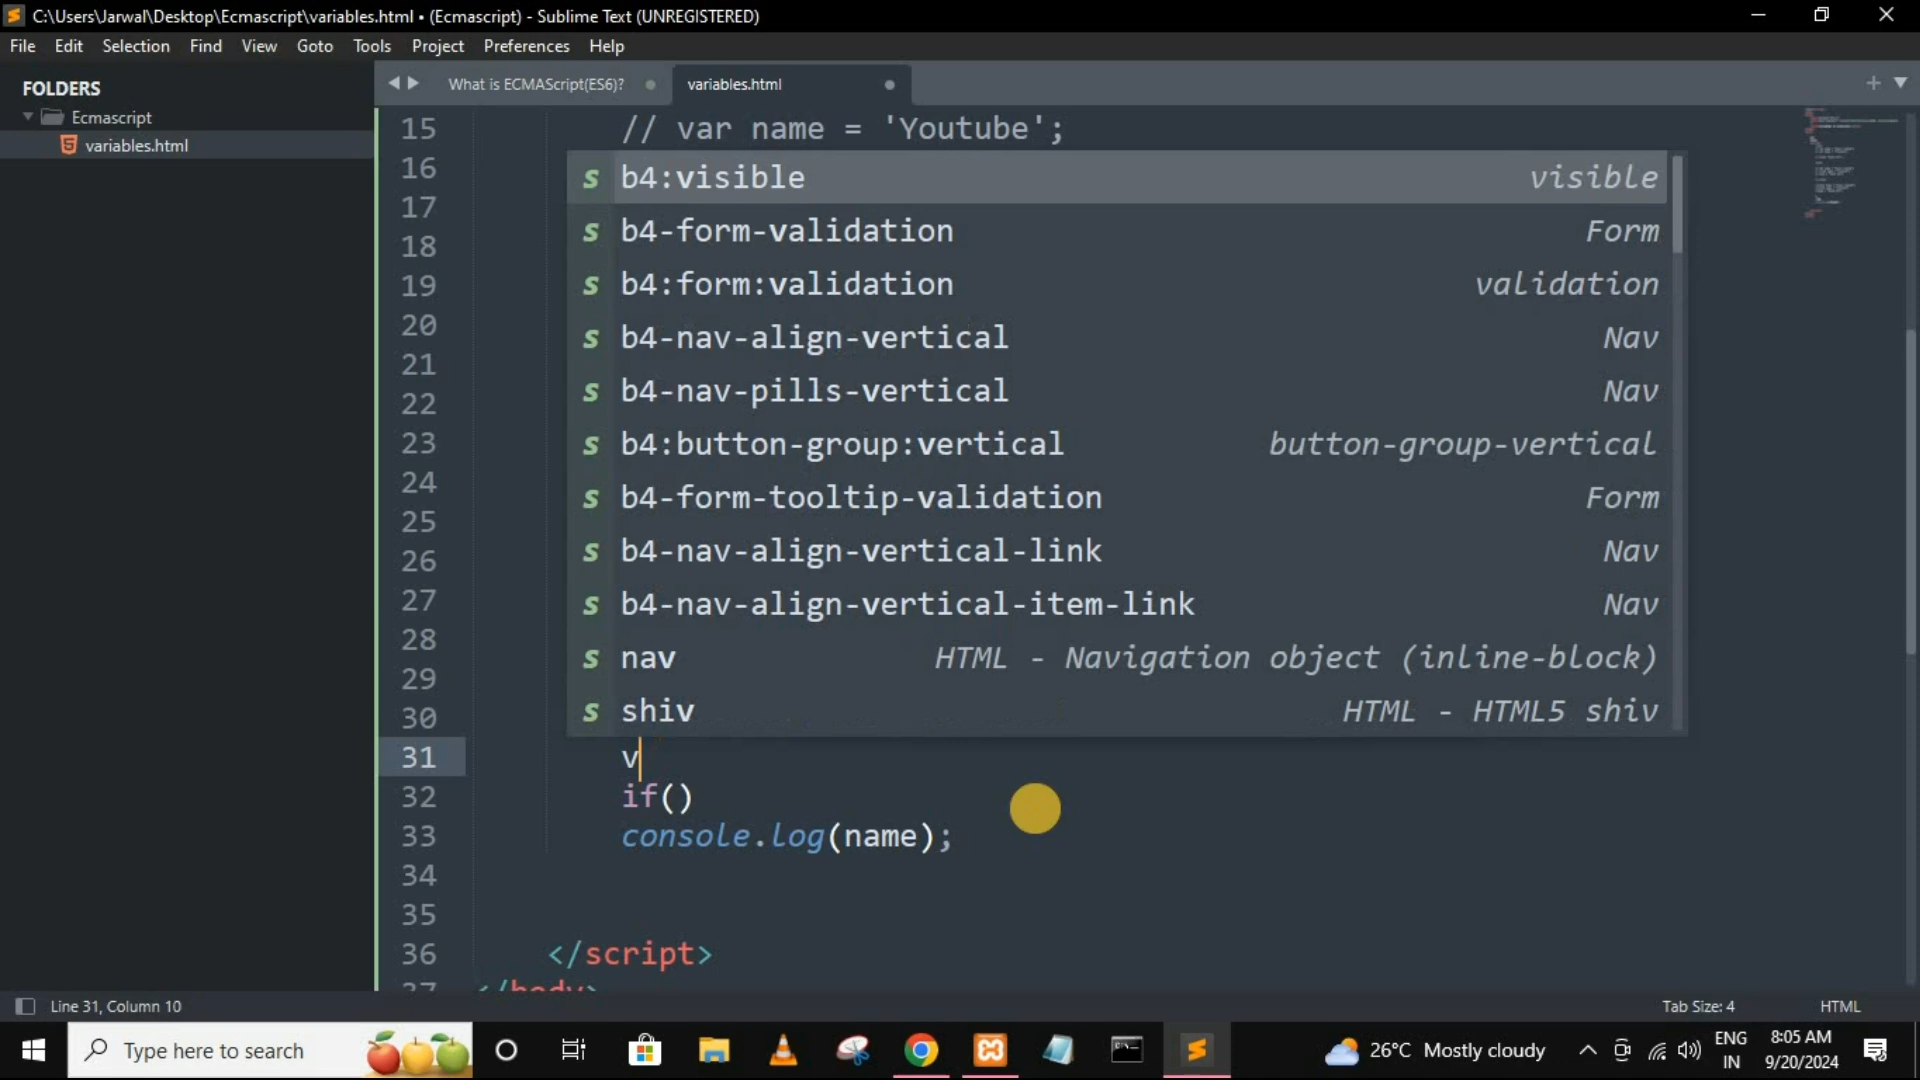 C:\Users\Jarwal\Desktop\Ecmascript\variables.html • (Ecmascript) - Sublime Text (UNREGISTERED)
File Edit Selection Find View Goto Tools Project Preferences Help
FOLDERS
Ecmascript
variables.html
What is ECMAScript(ES6)?
variables.html
15 // var name = 'Youtube';
16
17
18
19
20
21
22
23
24
25
26
27
28
29
30
s b4:visible visible
s b4-form-validation Form
s b4:form:validation validation
s b4-nav-align-vertical Nav
s b4-nav-pills-vertical Nav
s b4:button-group:vertical button-group-vertical
s b4-form-tooltip-validation Form
s b4-nav-align-vertical-link Nav
s b4-nav-align-vertical-item-link Nav
s nav HTML - Navigation object (inline-block)
s shiv HTML - HTML5 shiv
31 v
32 if()
33 console.log(name);
34
35
36 </script>
37 </body>
Line 31, Column 10
Tab Size: 4
HTML
Type here to search
26°C Mostly cloudy
ENG
IN
8:05 AM
9/20/2024